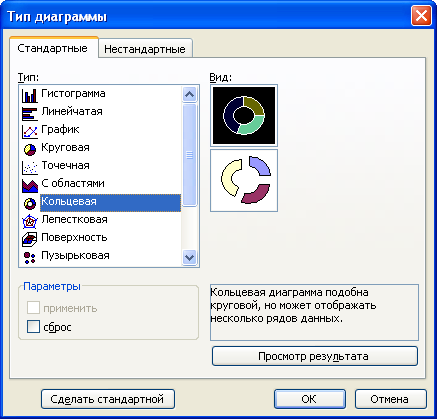 Тип диаграммы
Стандартные
Нестандартные
Тип:
Гистограмма
Линейчатая
График
Круговая
Точечная
С областями
Кольцевая
Лепестковая
Поверхность
Пузырьковая
Вид:
Параметры
применить
сброс
Кольцевая диаграмма подобна
круговой, но может отображать
несколько рядов данных.
Просмотр результата
Сделать стандартной
ОК
Отмена